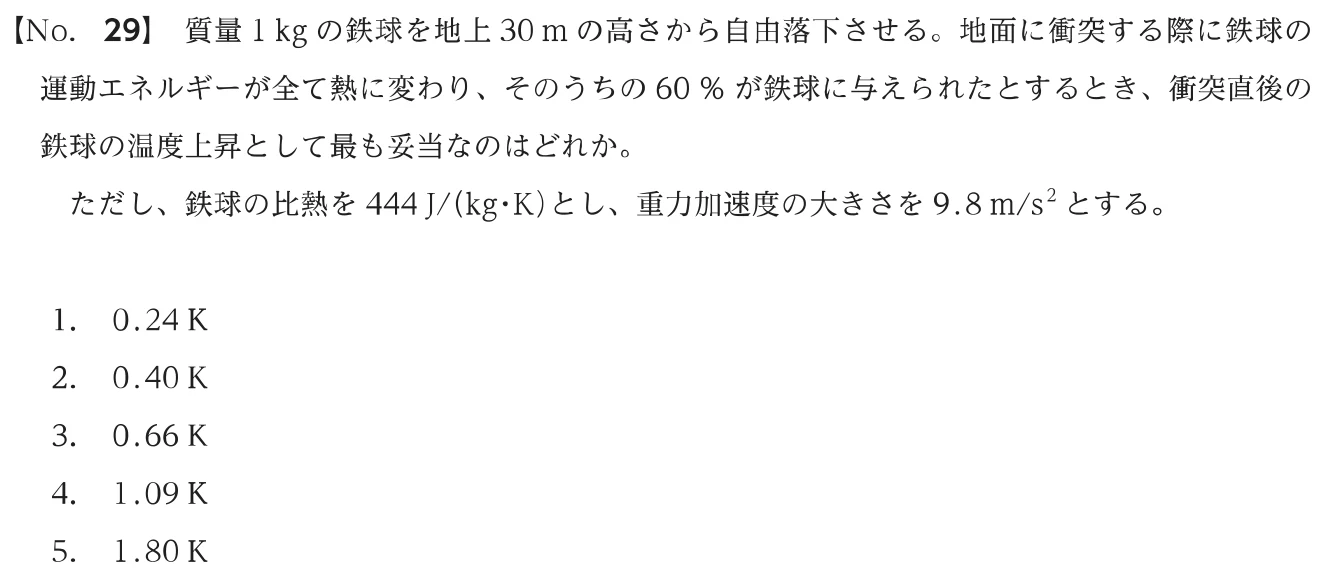 【No. 29】 質量 1 kg の鉄球を地上 30 m の高さから自由落下させる。地面に衝突する際に鉄球の
運動エネルギーが全て熱に変わり、そのうちの 60 % が鉄球に与えられたとするとき、衝突直後の
鉄球の温度上昇として最も妥当なのはどれか。
ただし、鉄球の比熱を 444 J/(kg・K)とし、重力加速度の大きさを 9.8 m/s² とする。
1. 0.24 K
2. 0.40 K
3. 0.66 K
4. 1.09 K
5. 1.80 K